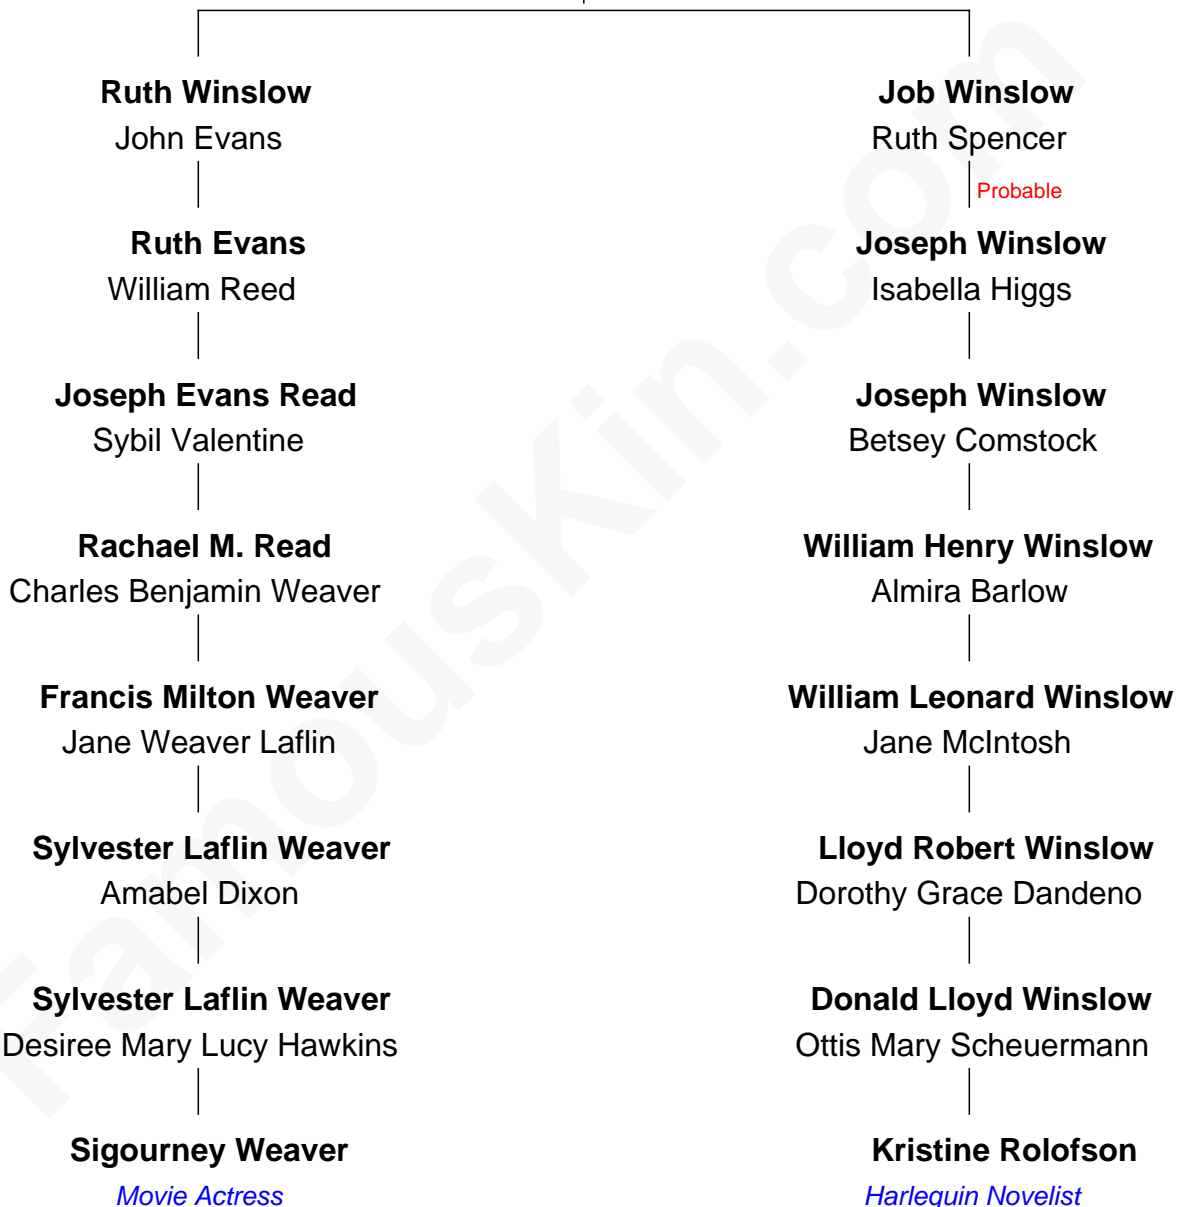 Ruth Winslow
John Evans
Ruth Evans
William Reed
Joseph Evans Read
Sybil Valentine
Rachael M. Read
Charles Benjamin Weaver
Francis Milton Weaver
Jane Weaver Laflin
Sylvester Laflin Weaver
Amabel Dixon
Sylvester Laflin Weaver
Desiree Mary Lucy Hawkins
Sigourney Weaver
Movie Actress
Job Winslow
Ruth Spencer
Probable
Joseph Winslow
Isabella Higgs
Joseph Winslow
Betsey Comstock
William Henry Winslow
Almira Barlow
William Leonard Winslow
Jane McIntosh
Lloyd Robert Winslow
Dorothy Grace Dandeno
Donald Lloyd Winslow
Ottis Mary Scheuermann
Kristine Rolofson
Harlequin Novelist
FamousKin.com